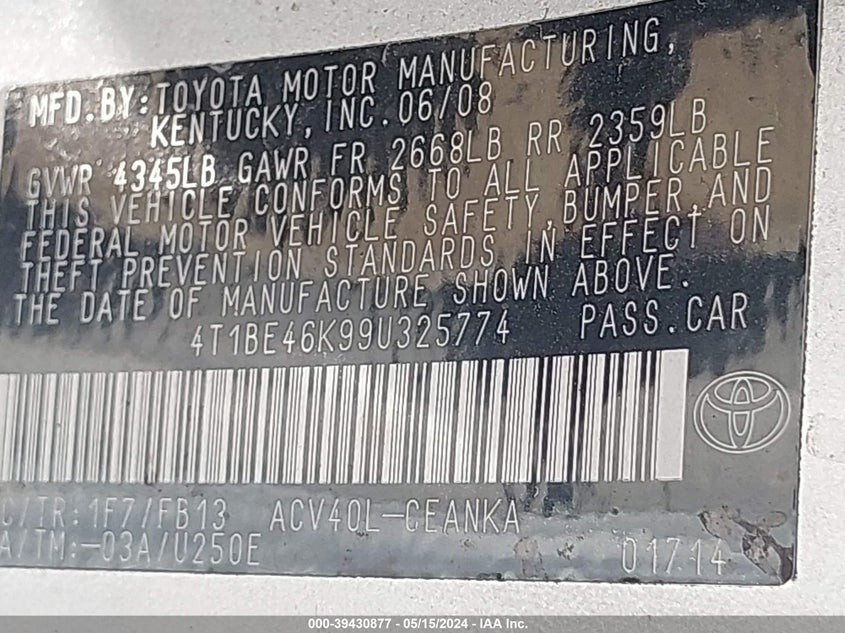 MFD.BY:TOYOTA MOTOR MANUFACTURING,
KENTUCKY, INC. 06/08
GVWR 4345LB GAWR FR 2668LB RR 2359LB
THIS VEHICLE CONFORMS TO ALL APPLICABLE
FEDERAL MOTOR VEHICLE SAFETY,BUMPER,AND
THEFT PREVENTION STANDARDS IN EFFECT ON
THE DATE OF MANUFACTURE SHOWN ABOVE.
4T1BE46K99U325774 PASS.CAR
C/TR:1F7/FB13 ACV40L-CEANKA
A/TM:-03A/U250E 01714
000-39430877 - 05/15/2024 - IAA Inc.